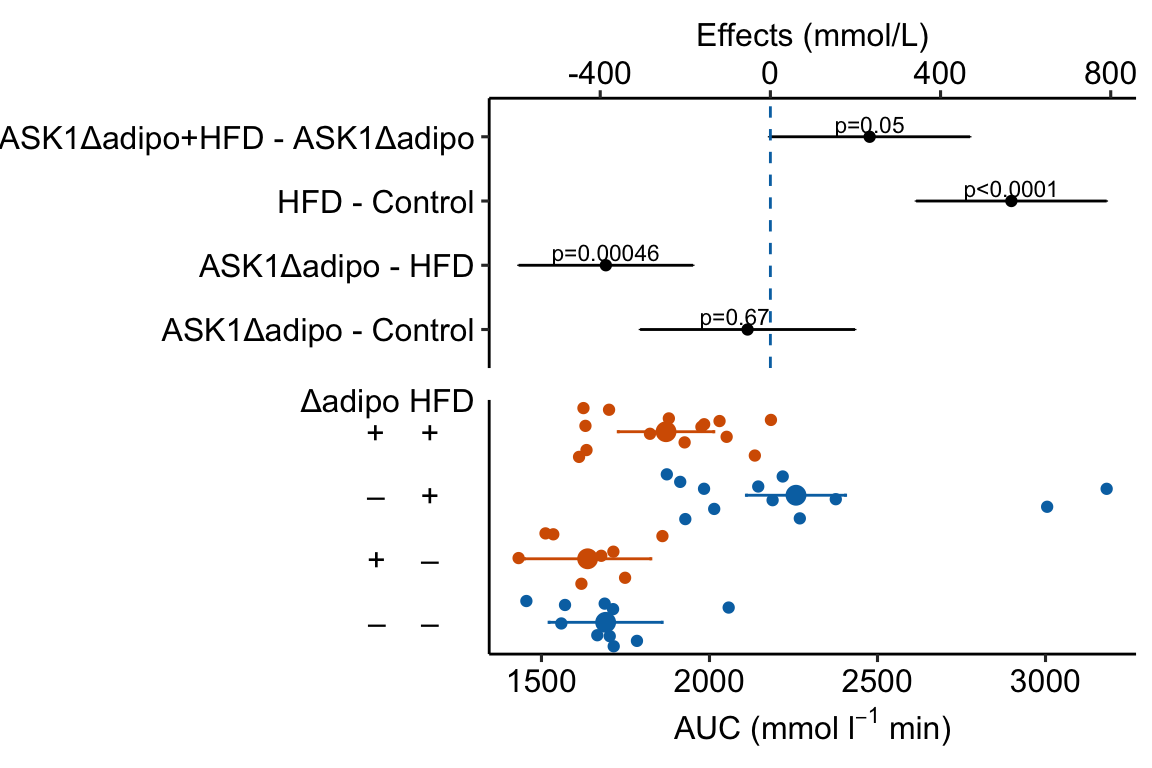 Effects (mmol/L)
-400 0 400 800
ASK1Δadipo+HFD - ASK1Δadipo
p=0.05
HFD - Control
p<0.0001
ASK1Δadipo - HFD
p=0.00046
ASK1Δadipo - Control
p=0.67
Δadipo HFD
+ +
– +
+ –
– –
1500 2000 2500 3000
AUC (mmol l⁻¹ min)